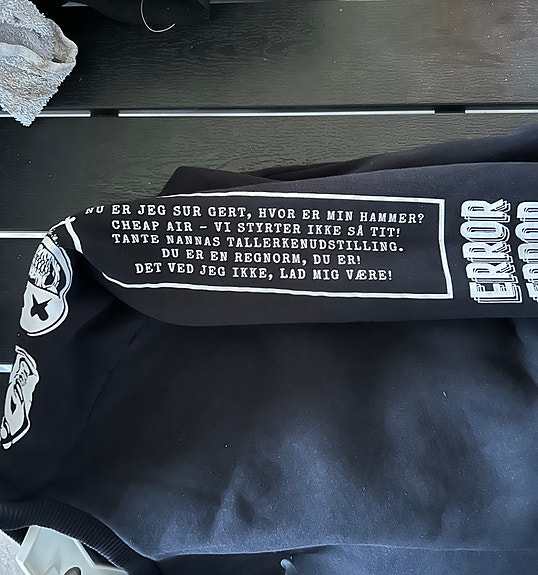 NU ER JEG SUR GERT, HVOR ER MIN HAMMER?
CHEAP AIR - VI STYRTER IKKE SÅ TIT!
TANTE NANNAS TALLERKENUDSTILLING.
DU ER EN REGNORM, DU ER!
DET VED JEG IKKE, LAD MIG VÆRE!
ERROR
ERROR